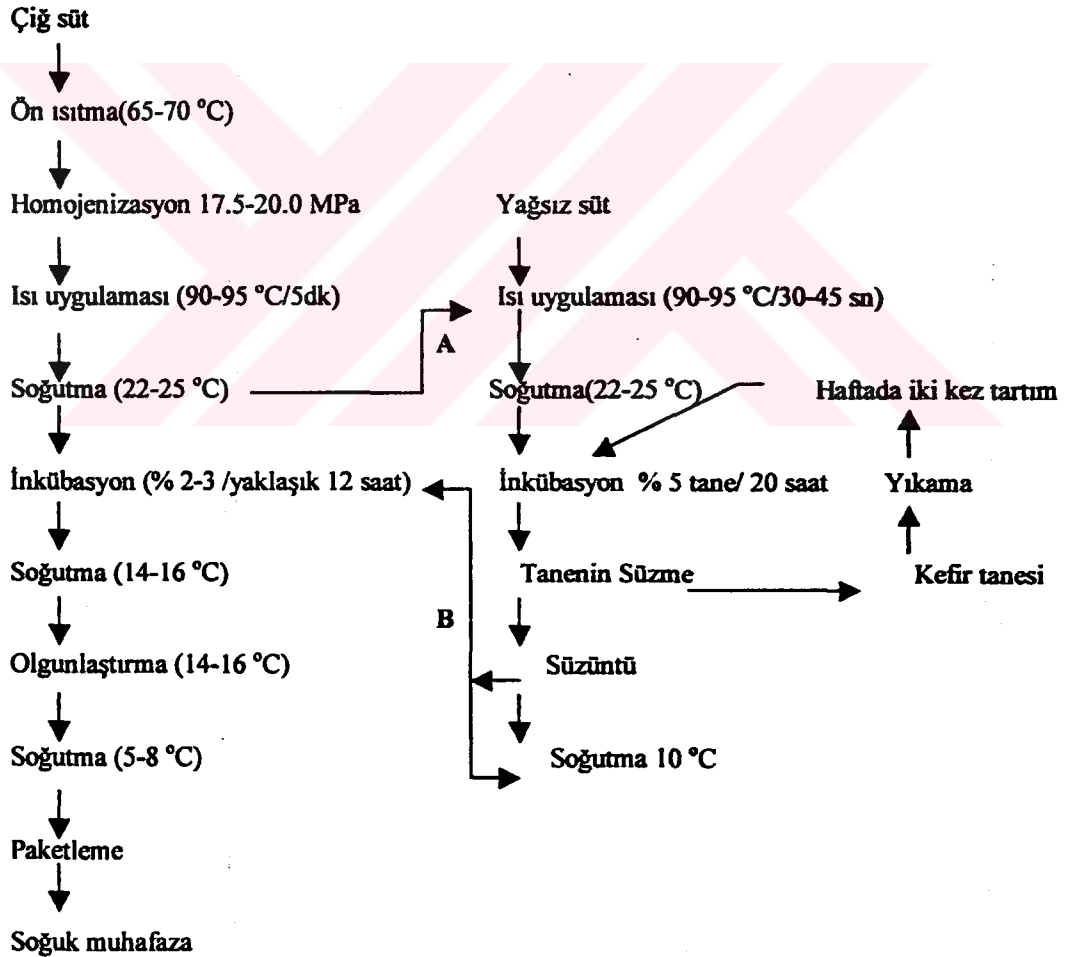 Çiğ süt
Ön ısıtma(65-70 °C)
Homojenizasyon 17.5-20.0 MPa
Isı uygulaması (90-95 °C/5dk)
Soğutma (22-25 °C)
İnkübasyon (% 2-3 /yaklaşık 12 saat)
Soğutma (14-16 °C)
Olgunlaştırma (14-16 °C)
Soğutma (5-8 °C)
Paketleme
Soğuk muhafaza
A
B
Yağsız süt
Isı uygulaması (90-95 °C/30-45 sn)
Soğutma(22-25 °C)
İnkübasyon % 5 tane/ 20 saat
Tanenin Süzme
Süzüntü
Soğutma 10 °C
Haftada iki kez tartım
Yıkama
Kefir tanesi